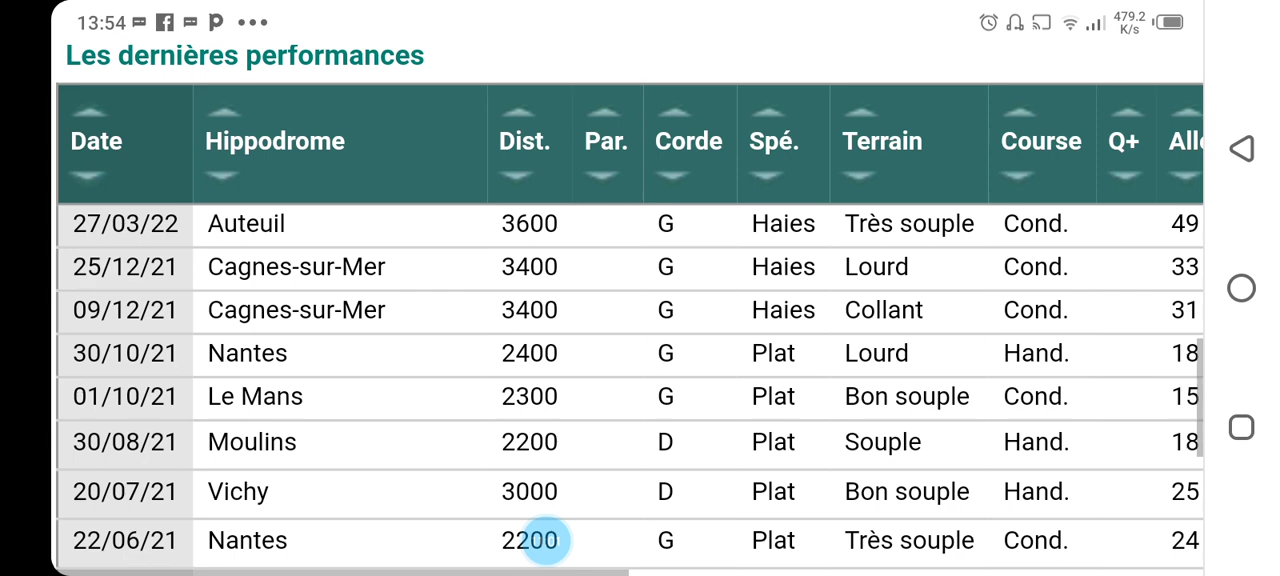 13:54 479.2 K/s
Les dernières performances
Date Hippodrome Dist. Par. Corde Spé. Terrain Course Q+ Allo
27/03/22 Auteuil 3600 G Haies Très souple Cond. 49
25/12/21 Cagnes-sur-Mer 3400 G Haies Lourd Cond. 33
09/12/21 Cagnes-sur-Mer 3400 G Haies Collant Cond. 31
30/10/21 Nantes 2400 G Plat Lourd Hand. 18
01/10/21 Le Mans 2300 G Plat Bon souple Cond. 15
30/08/21 Moulins 2200 D Plat Souple Hand. 18
20/07/21 Vichy 3000 D Plat Bon souple Hand. 25
22/06/21 Nantes 2200 G Plat Très souple Cond. 24